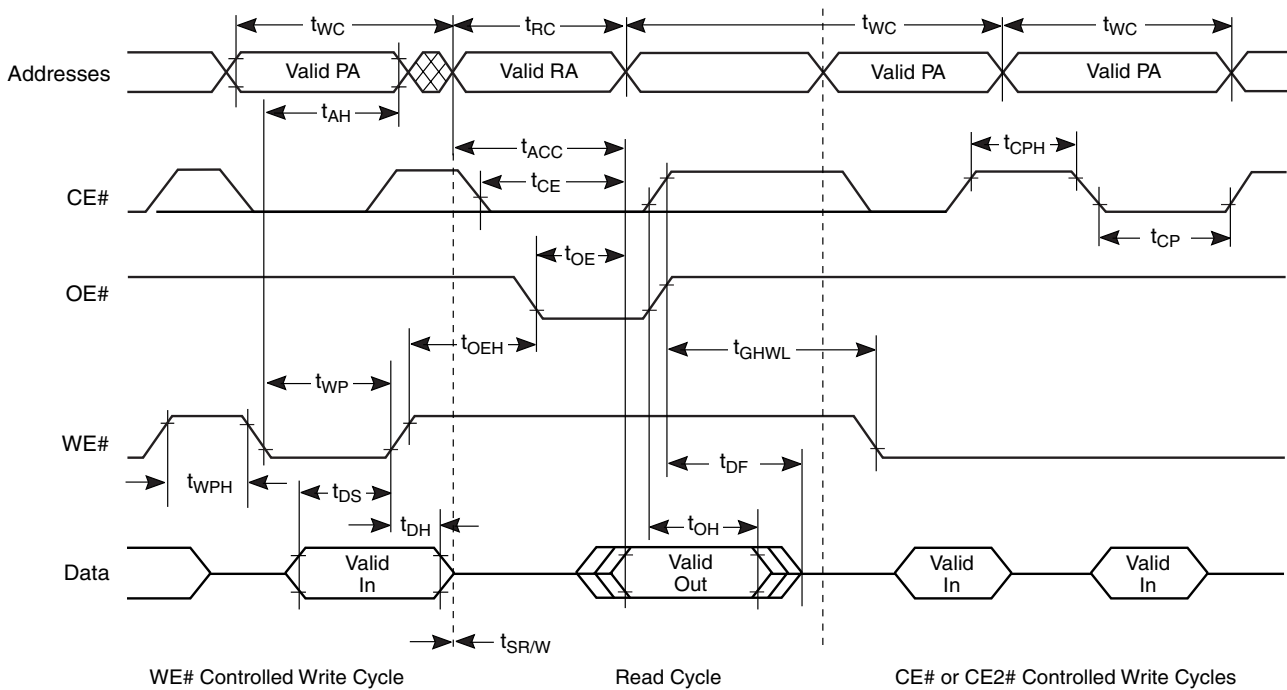 tWC tRC tWC tWC
Addresses Valid PA Valid RA Valid PA Valid PA
tAH
tACC tCPH
CE# tCE
tCP
tOE
OE#
tOEH tGHWL
tWP
WE#
tDF
tWPH tDS
tDH tOH
Data Valid In Valid Out Valid In Valid In
tSR/W
WE# Controlled Write Cycle Read Cycle CE# or CE2# Controlled Write Cycles